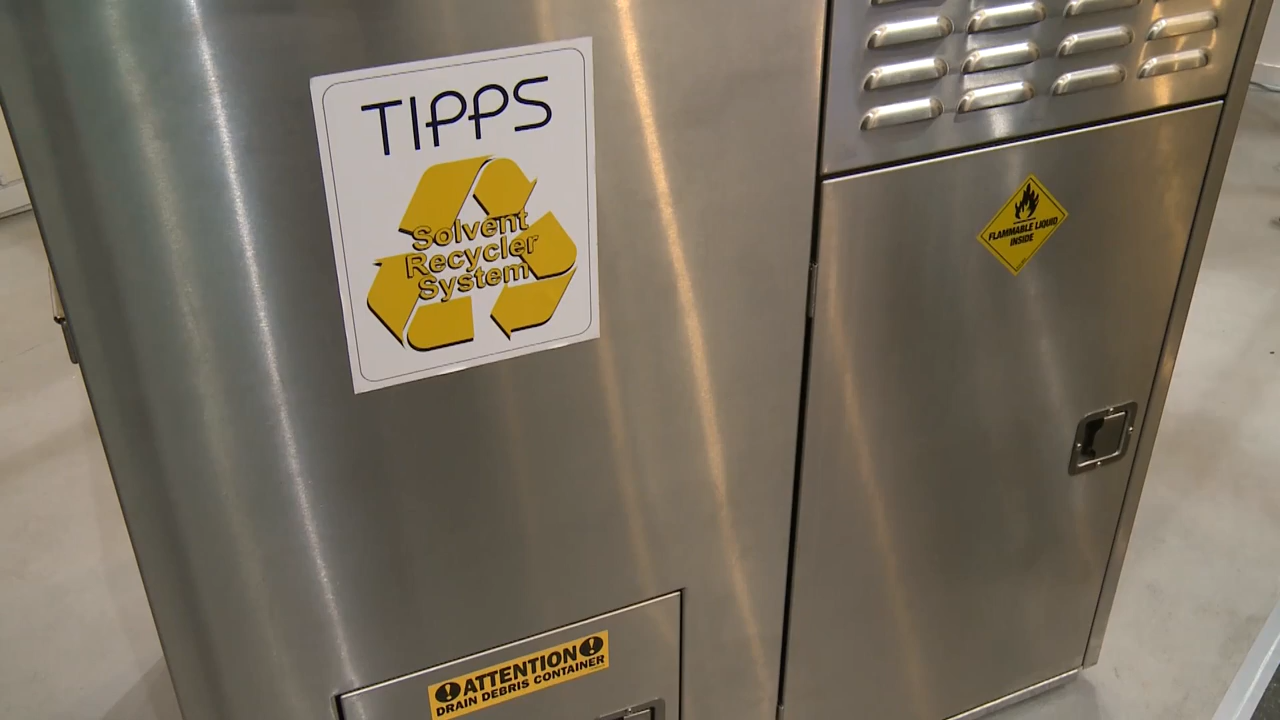 TIPPS
Solvent
Recycler
System
FLAMMABLE LIQUID
INSIDE
ATTENTION
DRAIN DEBRIS CONTAINER